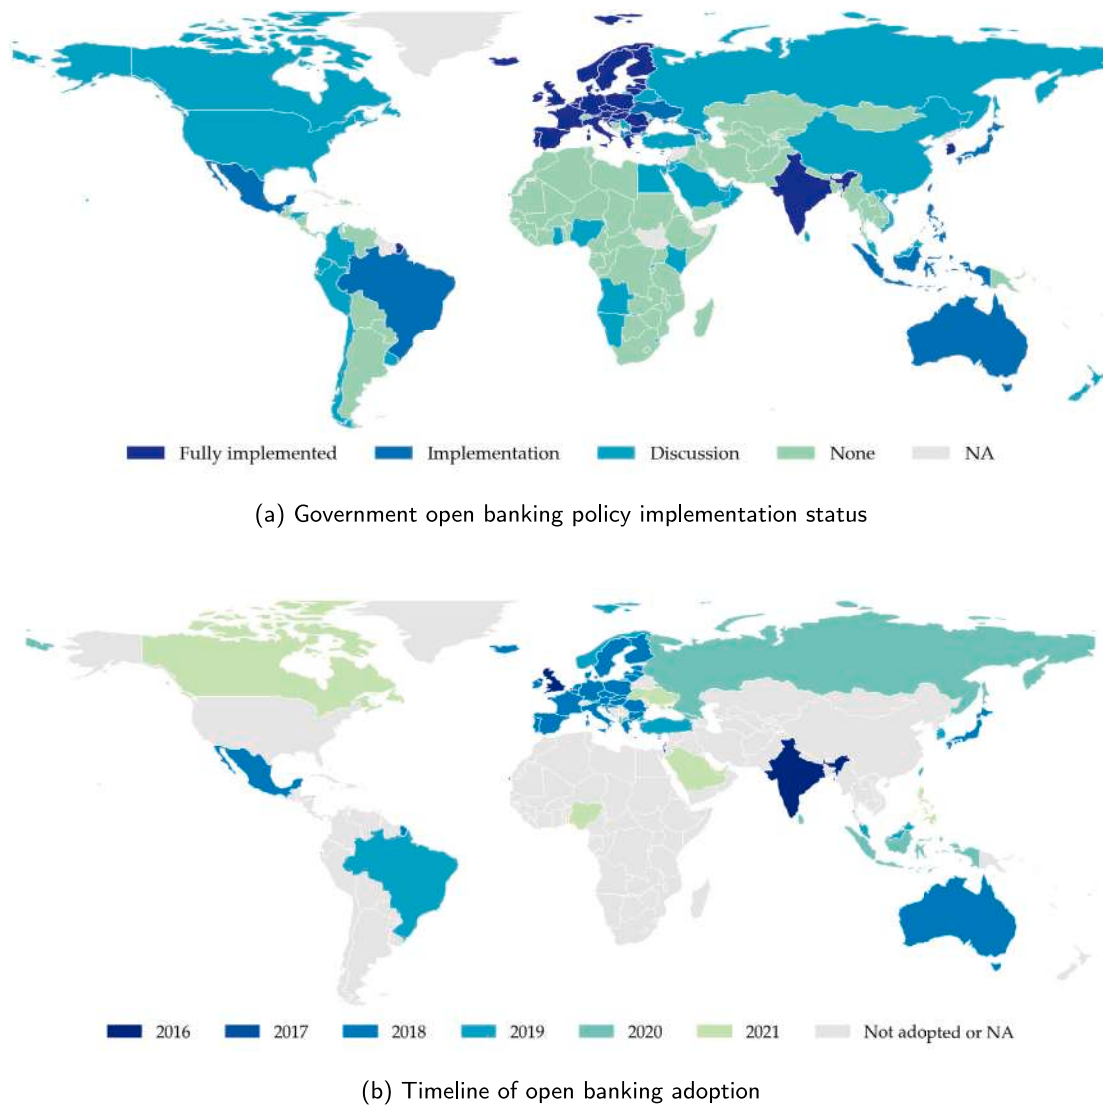 Fully implemented Implementation Discussion None NA
(a) Government open banking policy implementation status
2016 2017 2018 2019 2020 2021 Not adopted or NA
(b) Timeline of open banking adoption